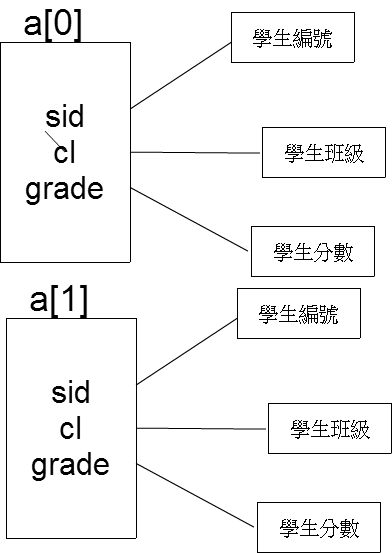 a[0]
sid
cl
grade
學生編號
學生班級
學生分數
a[1]
sid
cl
grade
學生編號
學生班級
學生分數